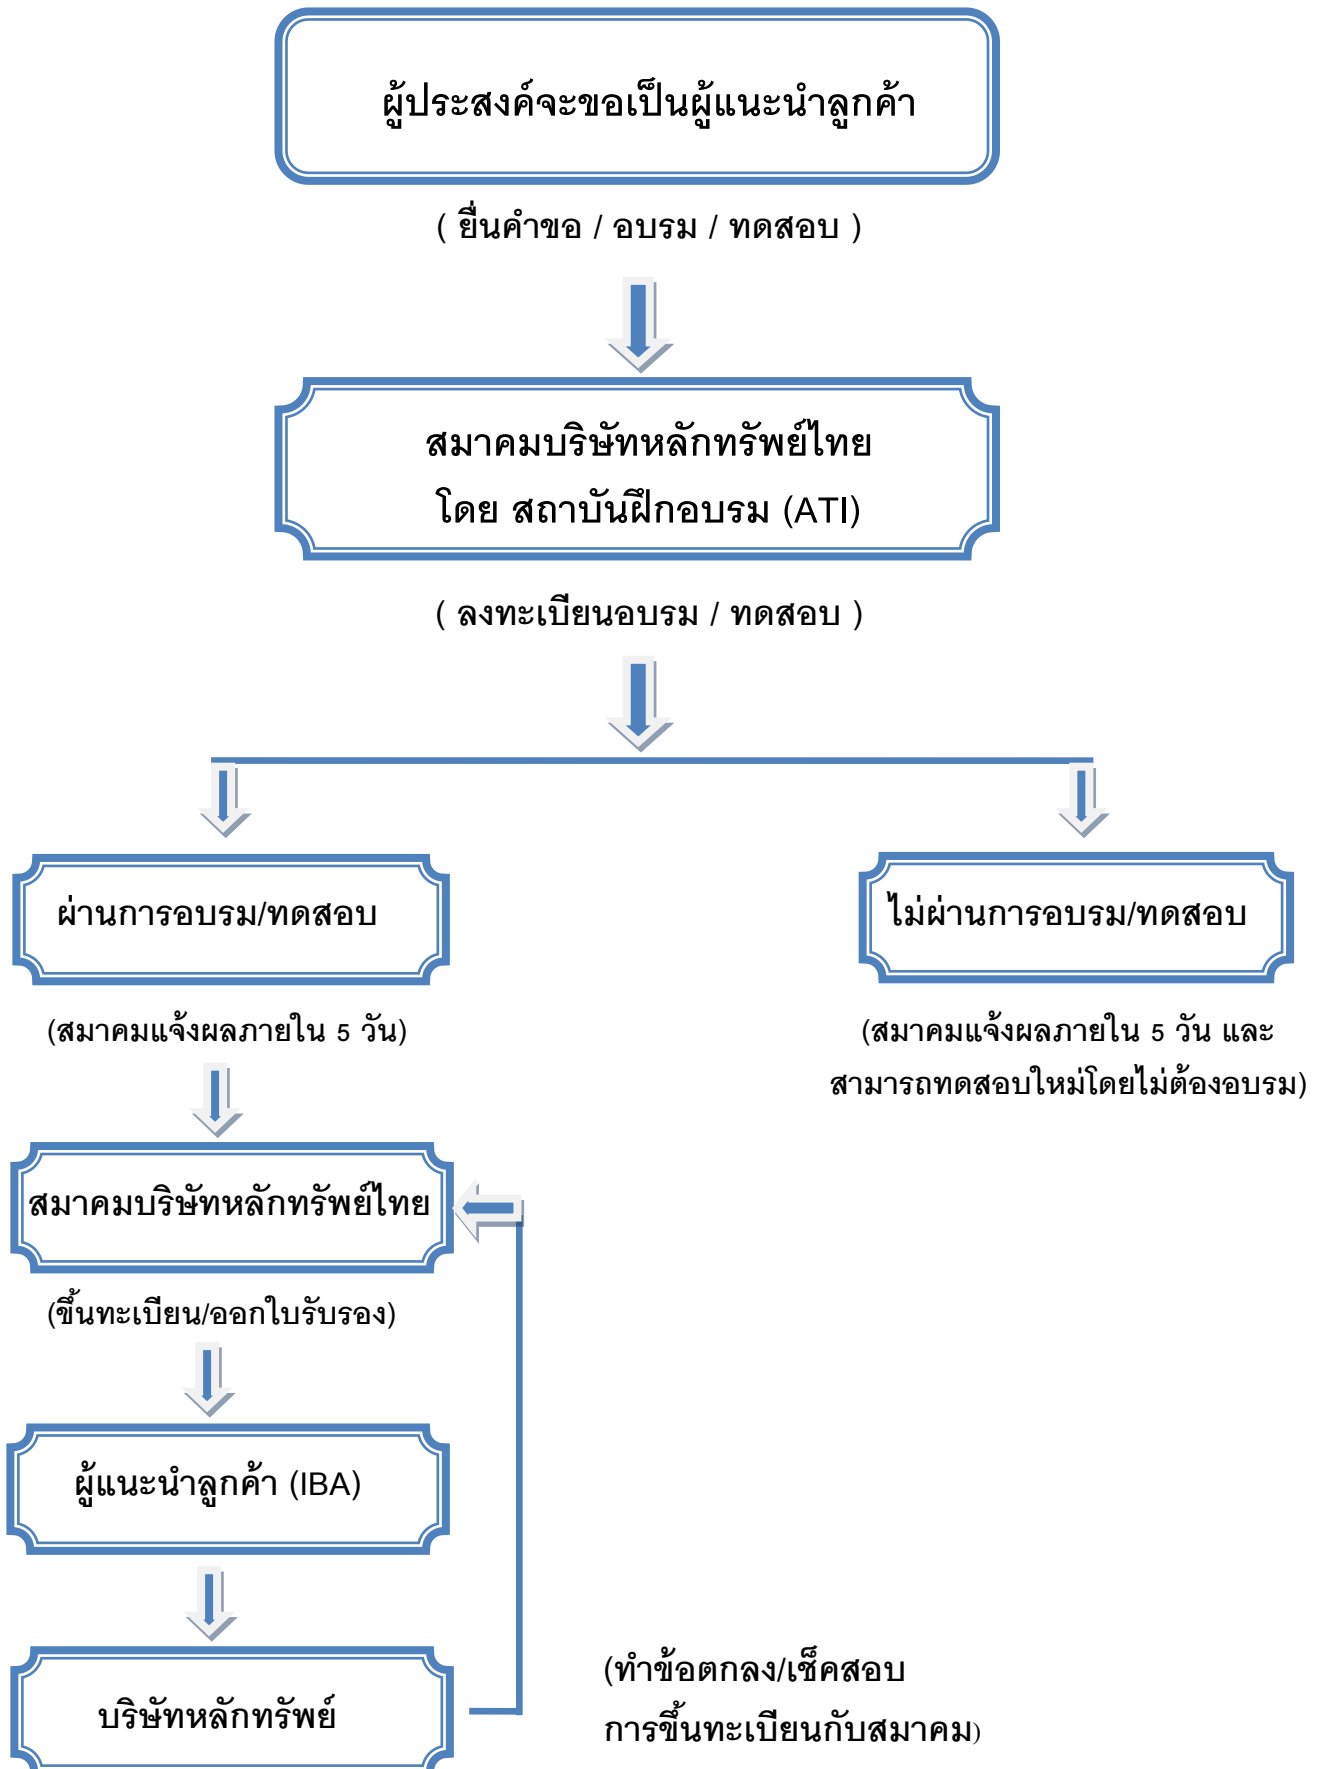 ผู้ประสงค์จะขอเป็นผู้แนะนำลูกค้า
( ยื่นคำขอ / อบรม / ทดสอบ )
สมาคมบริษัทหลักทรัพย์ไทย
โดย สถาบันฝึกอบรม (ATI)
( ลงทะเบียนอบรม / ทดสอบ )
ผ่านการอบรม/ทดสอบ
ไม่ผ่านการอบรม/ทดสอบ
(สมาคมแจ้งผลภายใน 5 วัน)
(สมาคมแจ้งผลภายใน 5 วัน และ
สามารถทดสอบใหม่โดยไม่ต้องอบรม)
สมาคมบริษัทหลักทรัพย์ไทย
(ขึ้นทะเบียน/ออกใบรับรอง)
ผู้แนะนำลูกค้า (IBA)
บริษัทหลักทรัพย์
(ทำข้อตกลง/เช็คสอบ
การขึ้นทะเบียนกับสมาคม)